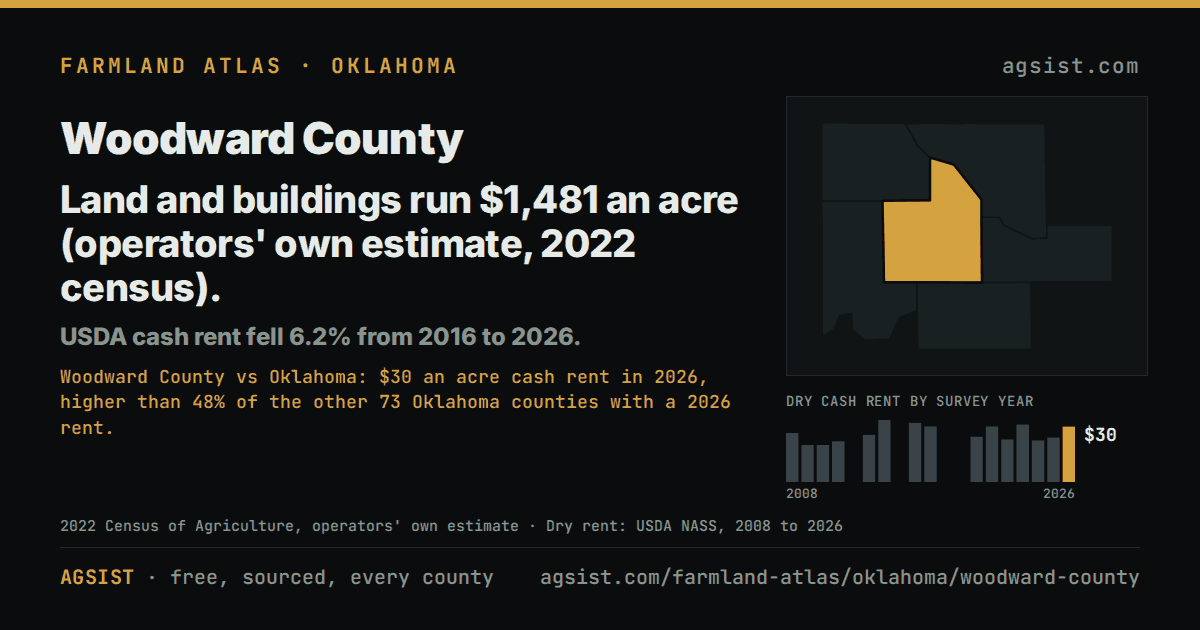 FARMLAND ATLAS · OKLAHOMA
agsist.com
Woodward County
Land and buildings run $1,481 an acre
(operators' own estimate, 2022
census).
USDA cash rent fell 6.2% from 2016 to 2026.
Woodward County vs Oklahoma: $30 an acre cash rent in 2026,
higher than 48% of the other 73 Oklahoma counties with a 2026
rent.
DRY CASH RENT BY SURVEY YEAR
$30
2008
2026
2022 Census of Agriculture, operators' own estimate · Dry rent: USDA NASS, 2008 to 2026
AGSIST · free, sourced, every county
agsist.com/farmland-atlas/oklahoma/woodward-county